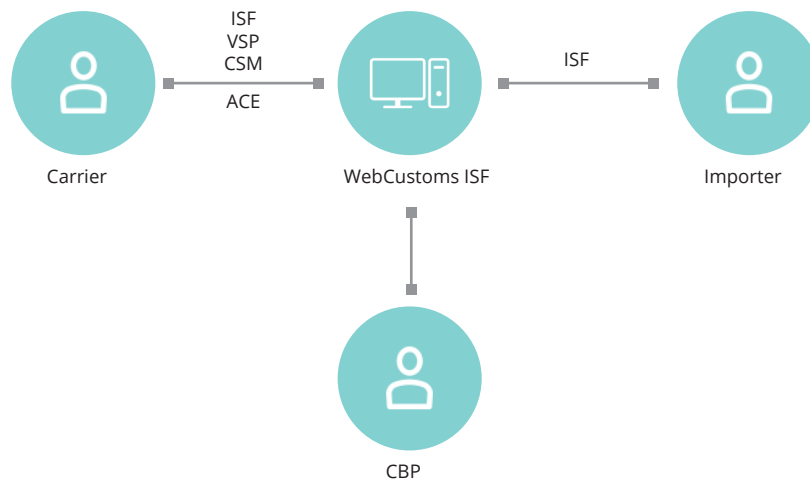 ISF
VSP
CSM
ACE
ISF
Carrier
WebCustoms ISF
Importer
CBP